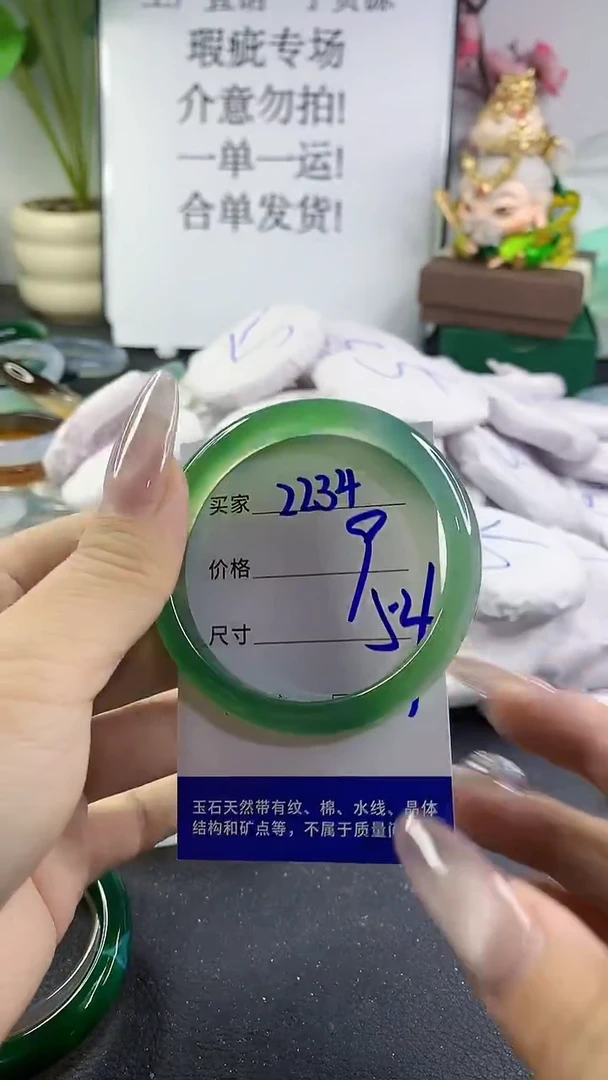 瑕疵专场
介意勿拍!
一单一运!
合单发货!
买家 2234
价格 9
尺寸 54
玉石天然带有纹、棉、水线、晶体
结构和矿点等，不属于质量问